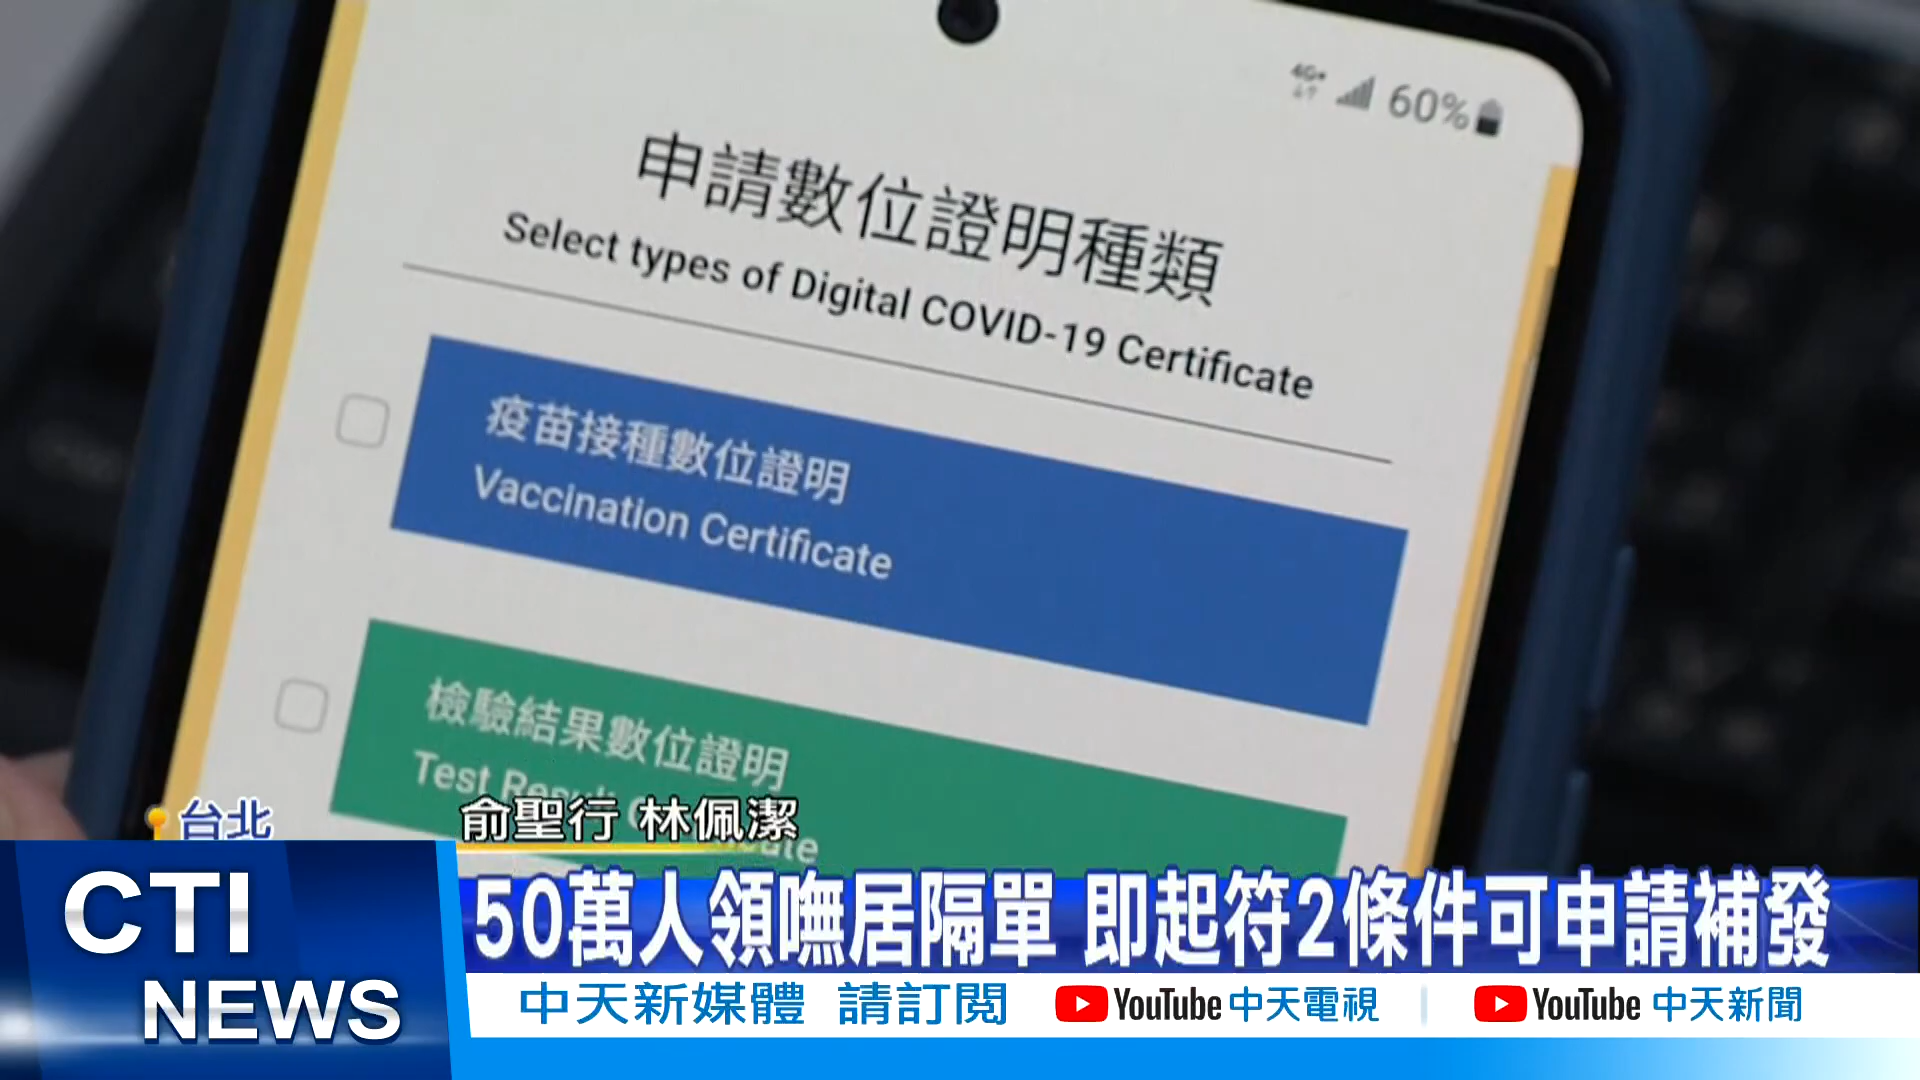 4G+
60%
申請數位證明種類
Select types of Digital COVID-19 Certificate
疫苗接種數位證明
Vaccination Certificate
檢驗結果數位證明
Test Result
台北
俞聖行 林佩潔
CTI
NEWS
50萬人領嘸居隔單 即起符2條件可申請補發
中天新媒體 請訂閱 YouTube 中天電視 | YouTube 中天新聞